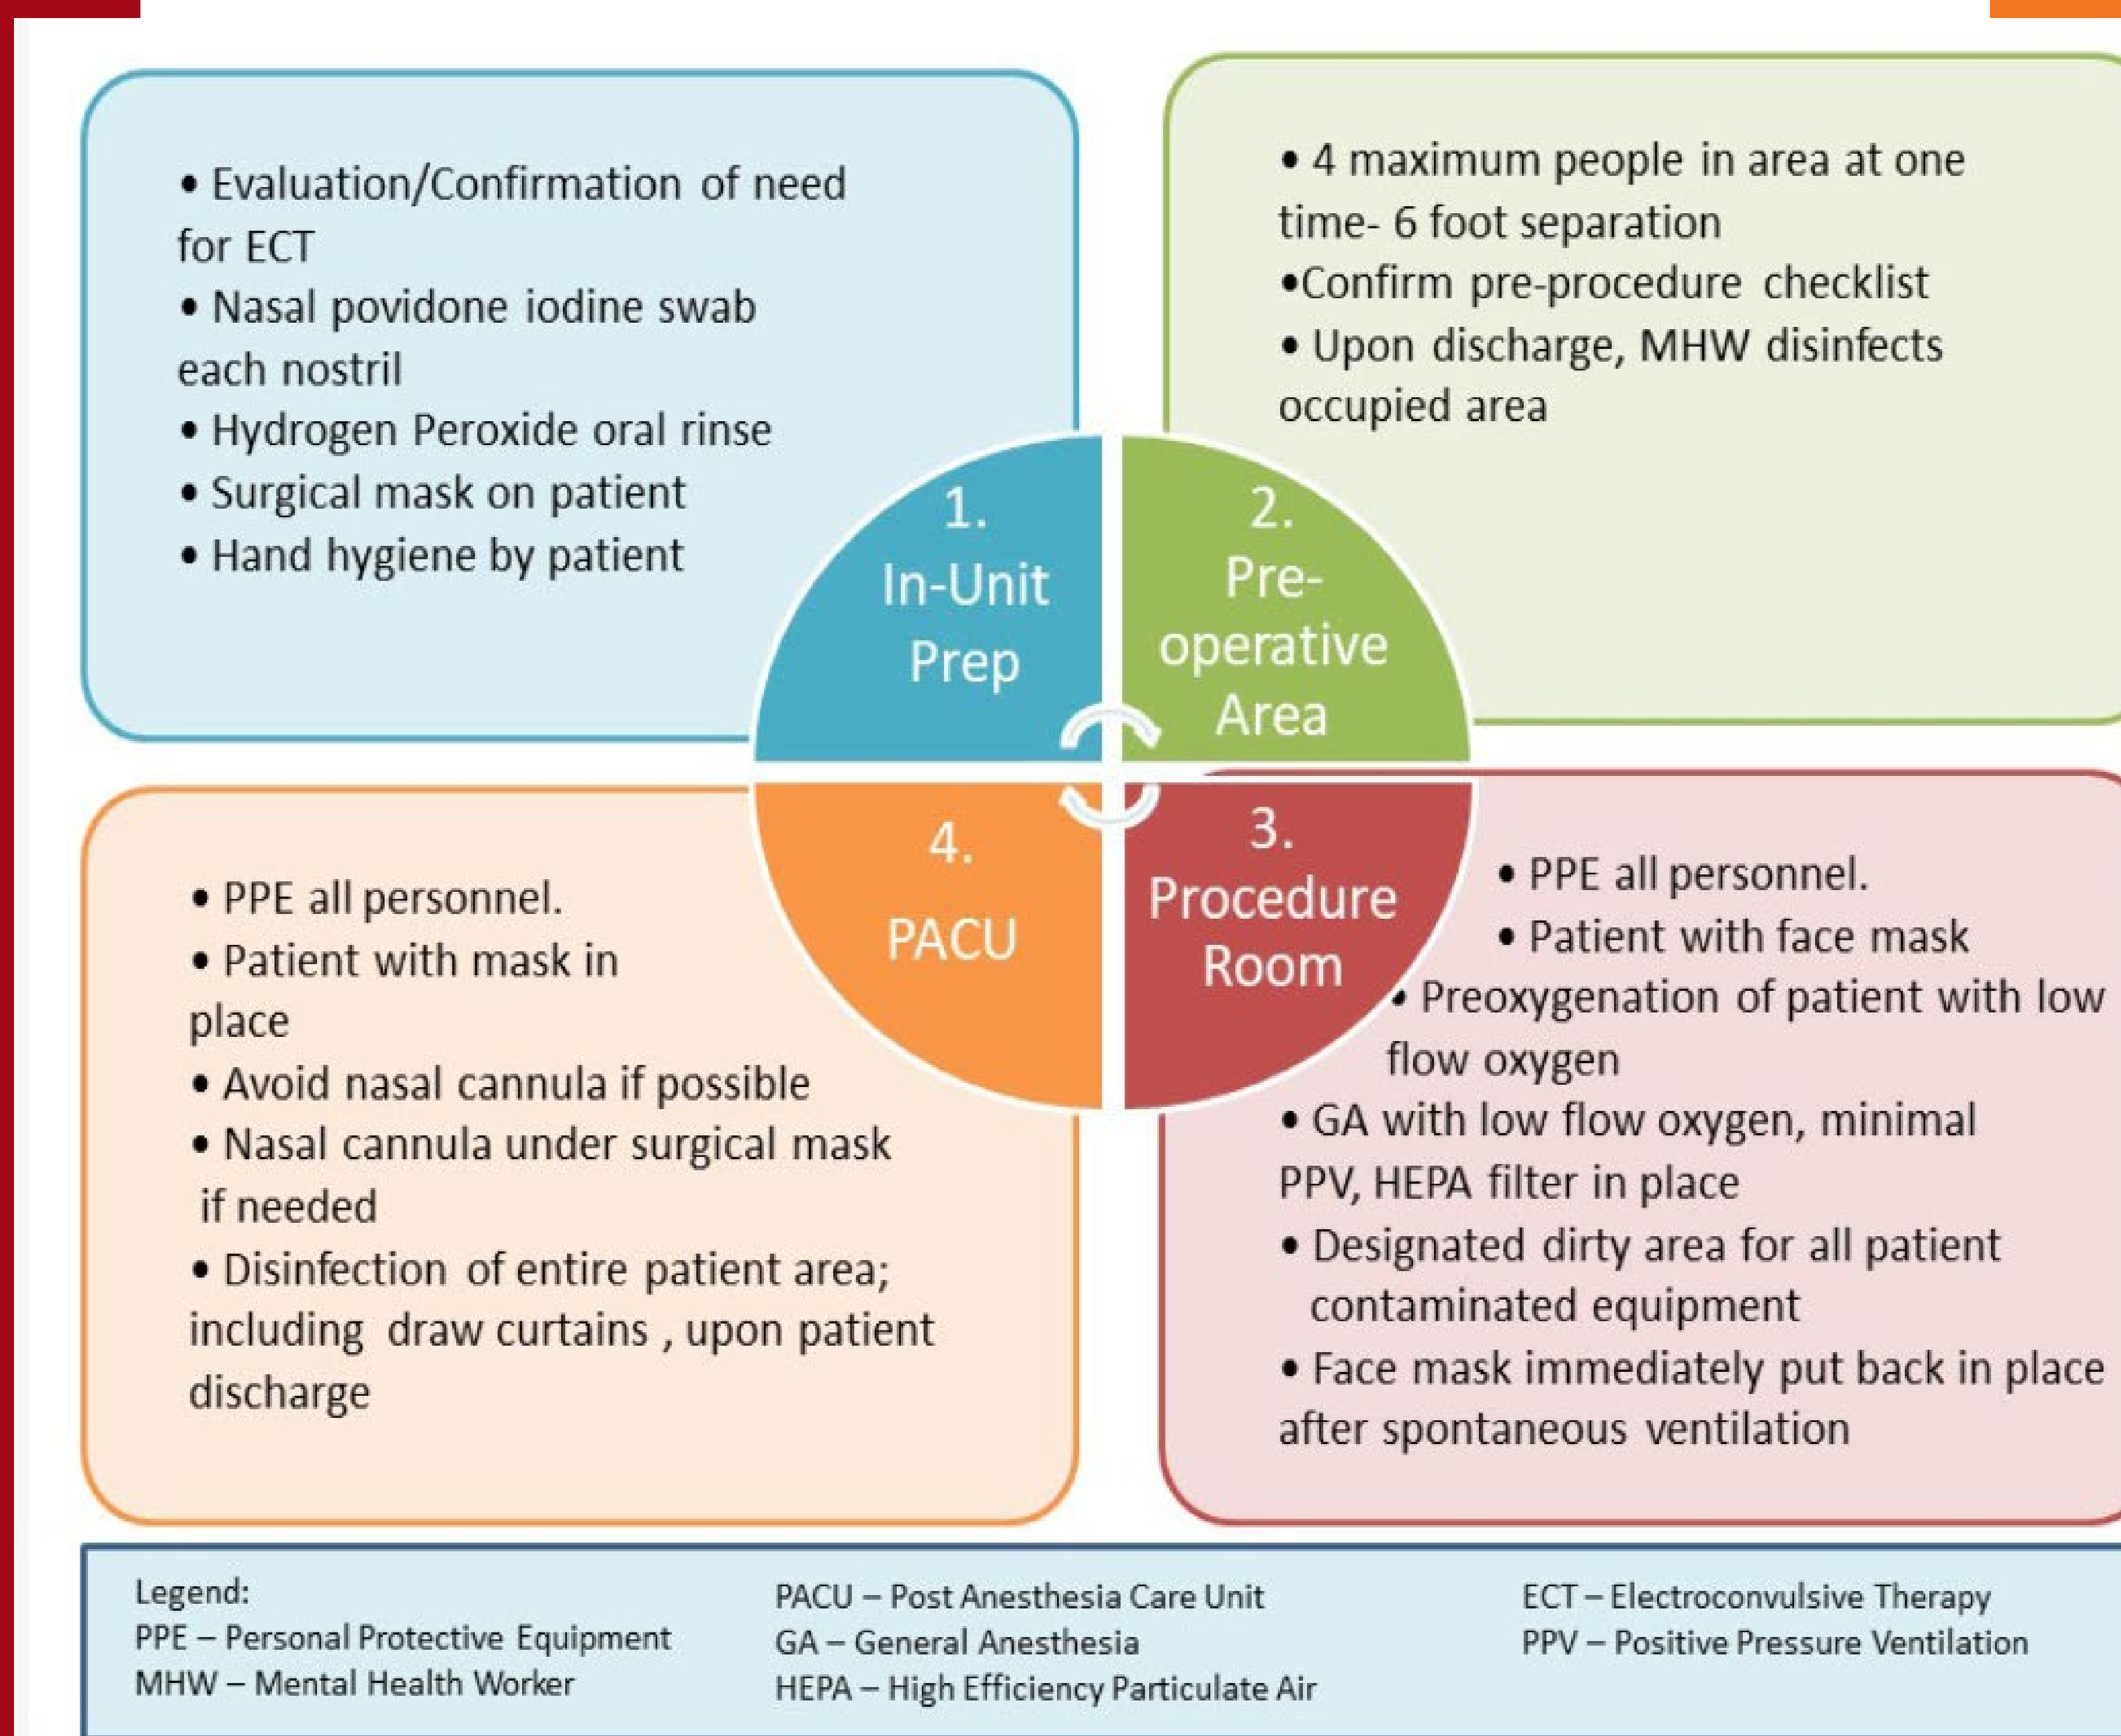 • Evaluation/Confirmation of need
for ECT
• Nasal povidone iodine swab
each nostril
• Hydrogen Peroxide oral rinse
• Surgical mask on patient
• Hand hygiene by patient
1.
In-Unit
Prep
• 4 maximum people in area at one
time- 6 foot separation
•Confirm pre-procedure checklist
• Upon discharge, MHW disinfects
occupied area
2.
Pre-
operative
Area
3.
Procedure
Room
• PPE all personnel.
• Patient with face mask
• Preoxygenation of patient with low
flow oxygen
• GA with low flow oxygen, minimal
PPV, HEPA filter in place
• Designated dirty area for all patient
contaminated equipment
• Face mask immediately put back in place
after spontaneous ventilation
4.
PACU
• PPE all personnel.
• Patient with mask in
place
• Avoid nasal cannula if possible
• Nasal cannula under surgical mask
if needed
• Disinfection of entire patient area;
including draw curtains , upon patient
discharge
Legend:
PPE – Personal Protective Equipment
MHW – Mental Health Worker
PACU – Post Anesthesia Care Unit
GA – General Anesthesia
HEPA – High Efficiency Particulate Air
ECT – Electroconvulsive Therapy
PPV – Positive Pressure Ventilation